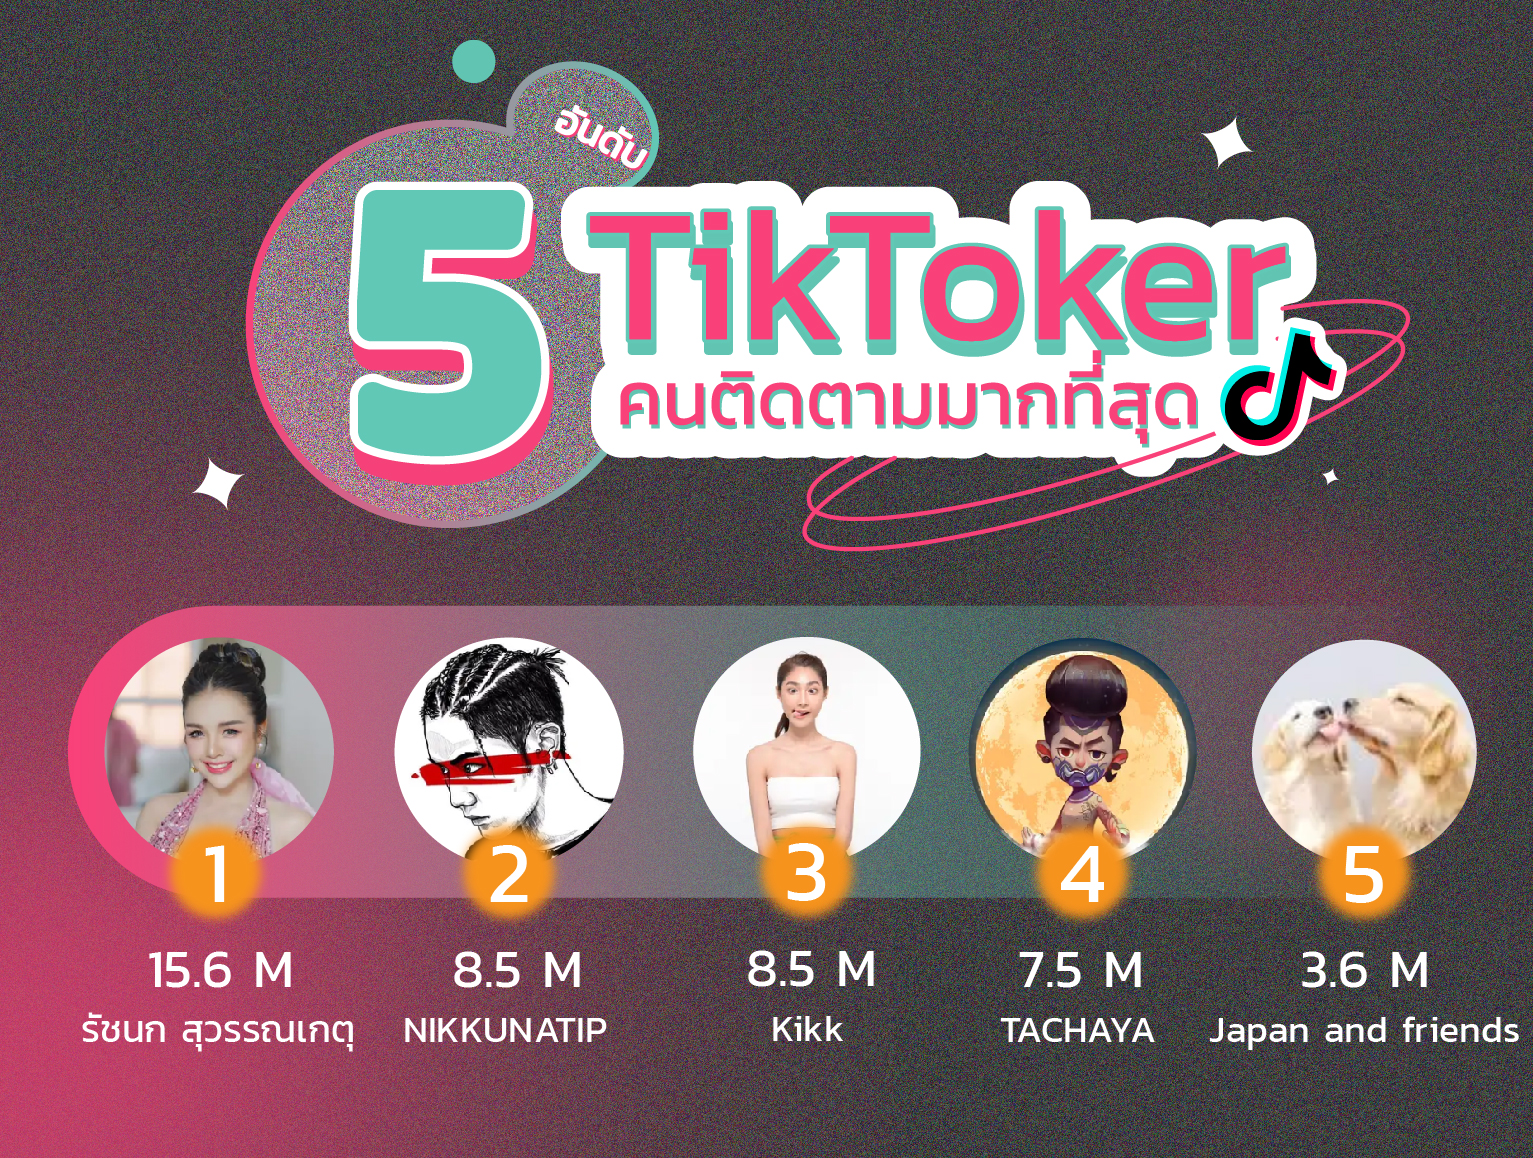 อันดับ
5 TikToker
คนติดตามมากที่สุด
1 2 3 4 5
15.6 M 8.5 M 8.5 M 7.5 M 3.6 M
รัชนก สุวรรณเกตุ NIKKUNATIP Kikk TACHAYA Japan and friends